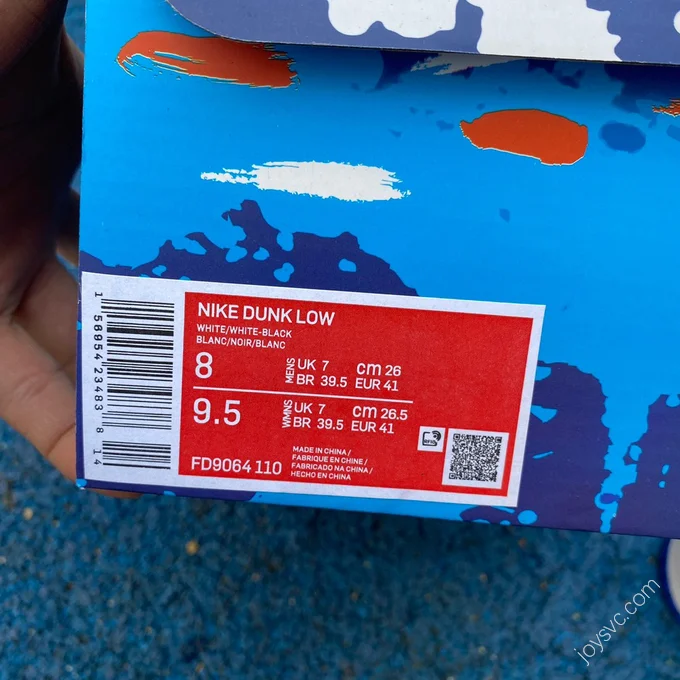 NIKE DUNK LOW
WHITE/WHITE-BLACK
BLANC/NOIR/BLANC
8 MENS UK 7 cm 26
BR 39.5 EUR 41
9.5 WMNS UK 7 cm 26.5
BR 39.5 EUR 41
FD9064 110
MADE IN CHINA /
FABRIQUE EN CHINE /
FABRICADO NA CHINA /
HECHO EN CHINA
1 56954 23483 8 14
joysvc.com